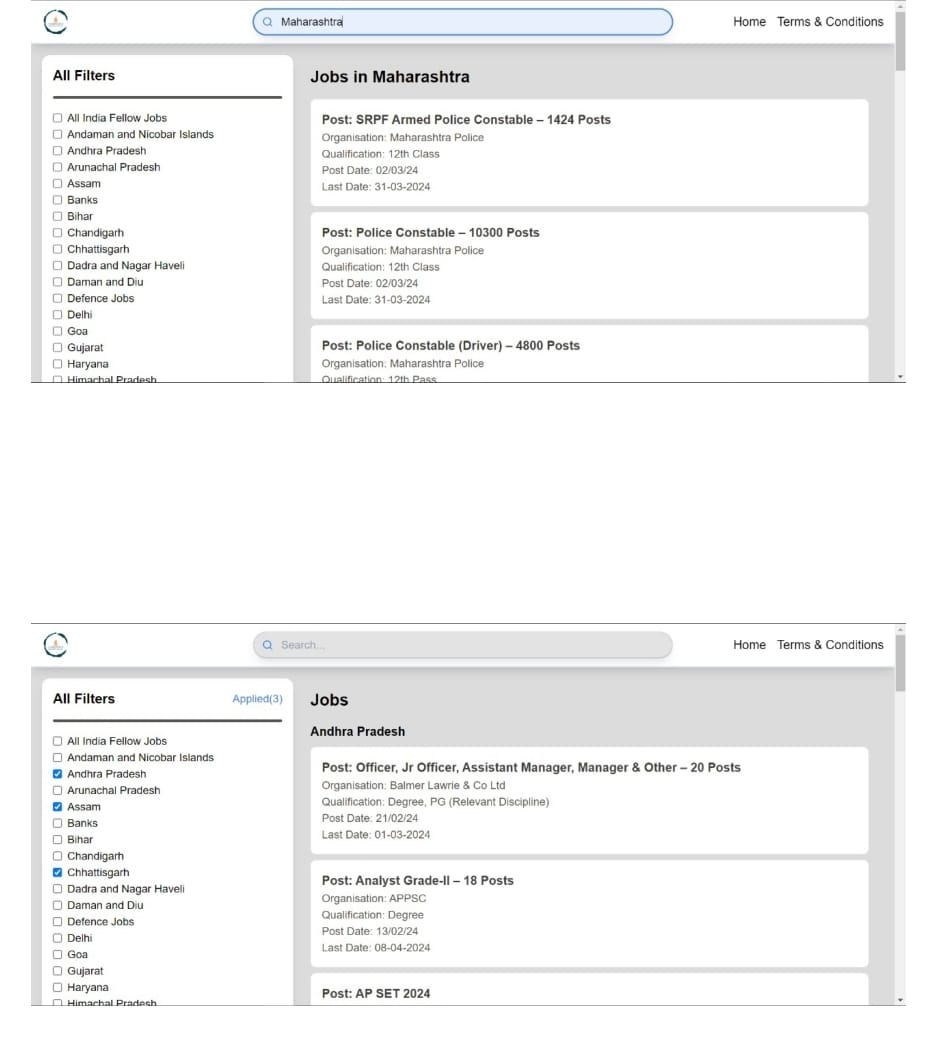 Maharashtra
Home Terms & Conditions
All Filters
All India Fellow Jobs
Andaman and Nicobar Islands
Andhra Pradesh
Arunachal Pradesh
Assam
Banks
Bihar
Chandigarh
Chhattisgarh
Dadra and Nagar Haveli
Daman and Diu
Defence Jobs
Delhi
Goa
Gujarat
Haryana
Himachal Pradesh
Jobs in Maharashtra
Post: SRPF Armed Police Constable – 1424 Posts
Organisation: Maharashtra Police
Qualification: 12th Class
Post Date: 02/03/24
Last Date: 31-03-2024
Post: Police Constable – 10300 Posts
Organisation: Maharashtra Police
Qualification: 12th Class
Post Date: 02/03/24
Last Date: 31-03-2024
Post: Police Constable (Driver) – 4800 Posts
Organisation: Maharashtra Police
Qualification: 12th Pass
Search...
Home Terms & Conditions
All Filters Applied(3)
All India Fellow Jobs
Andaman and Nicobar Islands
Andhra Pradesh
Arunachal Pradesh
Assam
Banks
Bihar
Chandigarh
Chhattisgarh
Dadra and Nagar Haveli
Daman and Diu
Defence Jobs
Delhi
Goa
Gujarat
Haryana
Himachal Pradesh
Jobs
Andhra Pradesh
Post: Officer, Jr Officer, Assistant Manager, Manager & Other – 20 Posts
Organisation: Balmer Lawrie & Co Ltd
Qualification: Degree, PG (Relevant Discipline)
Post Date: 21/02/24
Last Date: 01-03-2024
Post: Analyst Grade-II – 18 Posts
Organisation: APPSC
Qualification: Degree
Post Date: 13/02/24
Last Date: 08-04-2024
Post: AP SET 2024